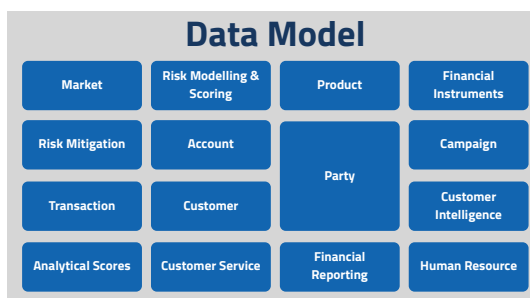 Data Model
Market
Risk Modelling &
Scoring
Product
Financial
Instruments
Risk Mitigation
Account
Party
Campaign
Transaction
Customer
Customer
Intelligence
Analytical Scores
Customer Service
Financial
Reporting
Human Resource